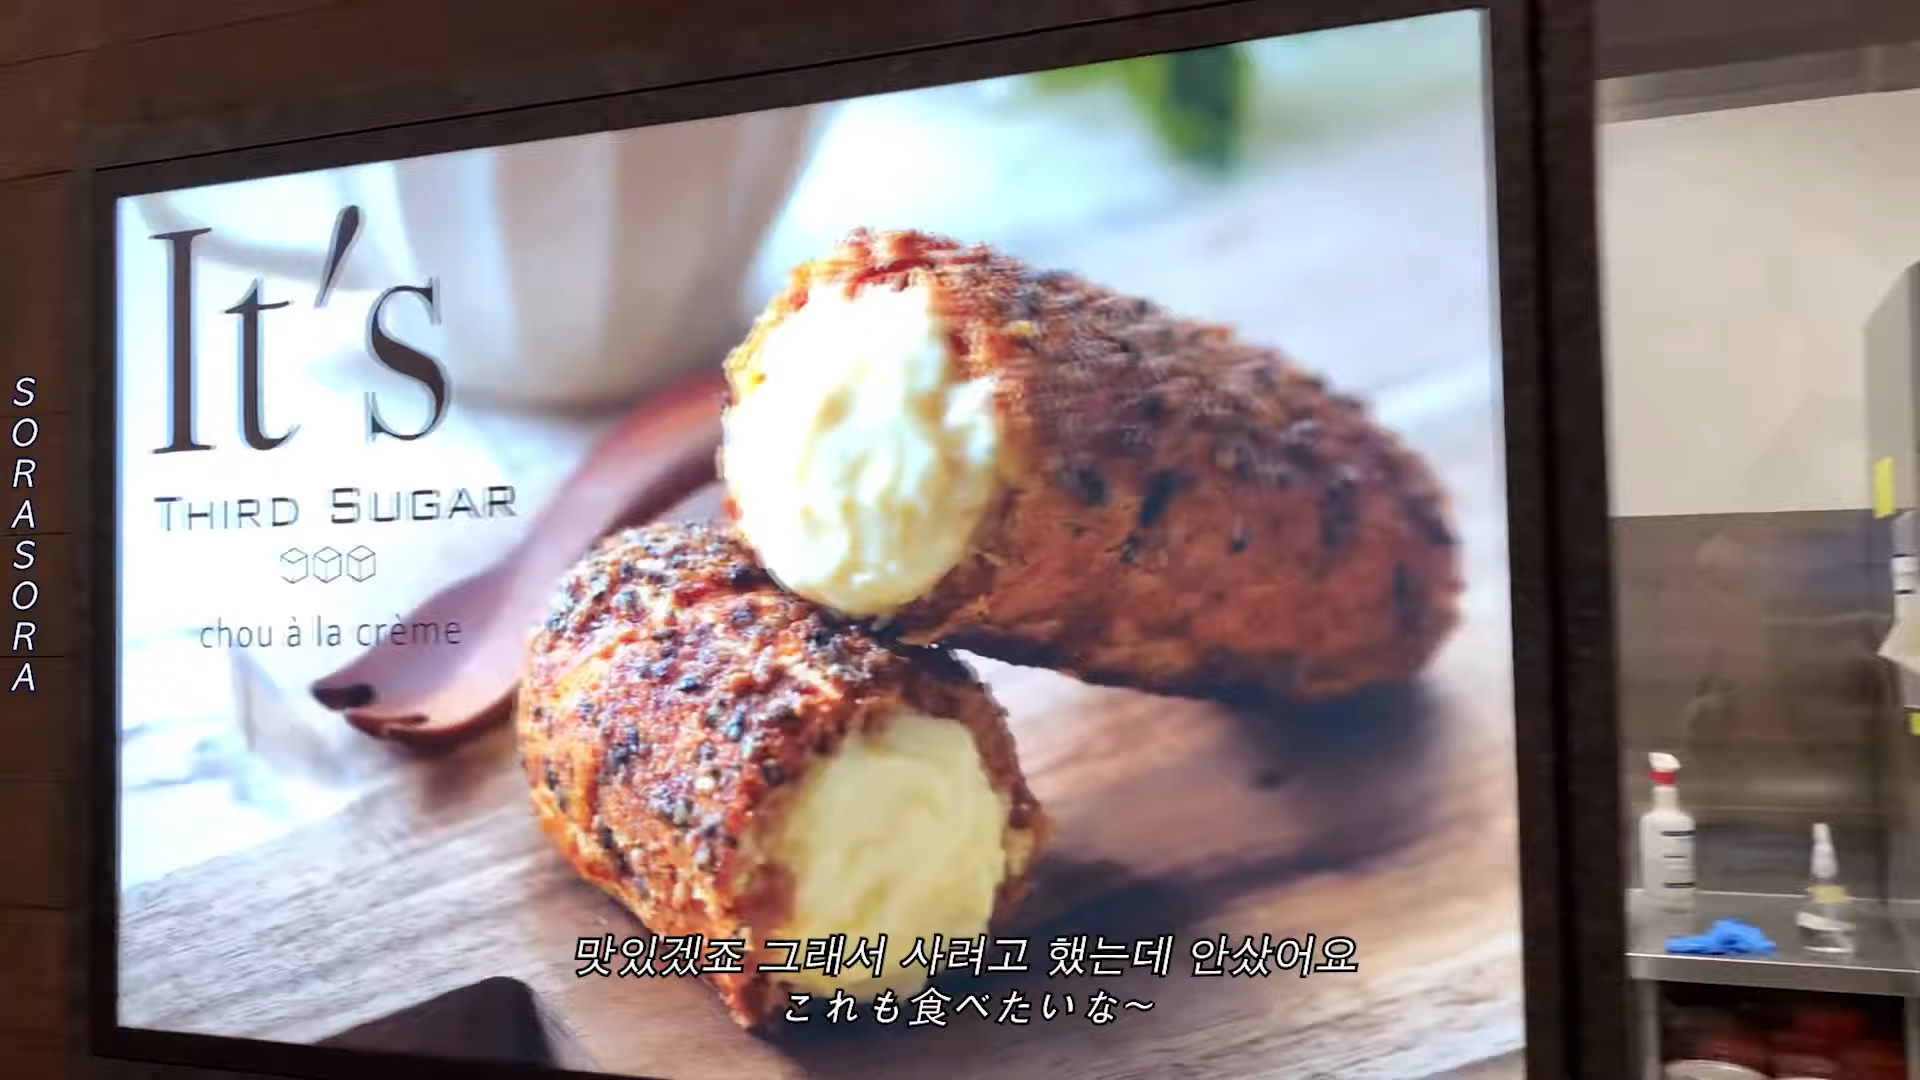 It's
THIRD SUGAR
chou à la crème
SORASORA
맛있겠죠 그래서 사려고 했는데 안샀어요
これも食べたいな~